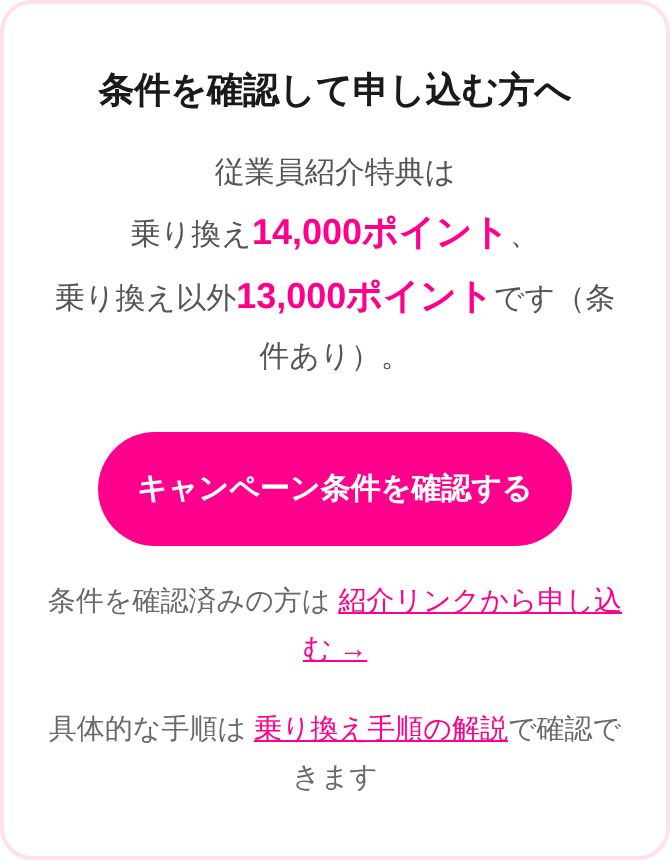 条件を確認して申し込む方へ
従業員紹介特典は
乗り換え14,000ポイント、
乗り換え以外13,000ポイントです（条
件あり）。
キャンペーン条件を確認する
条件を確認済みの方は 紹介リンクから申し込
む →
具体的な手順は 乗り換え手順の解説で確認で
きます